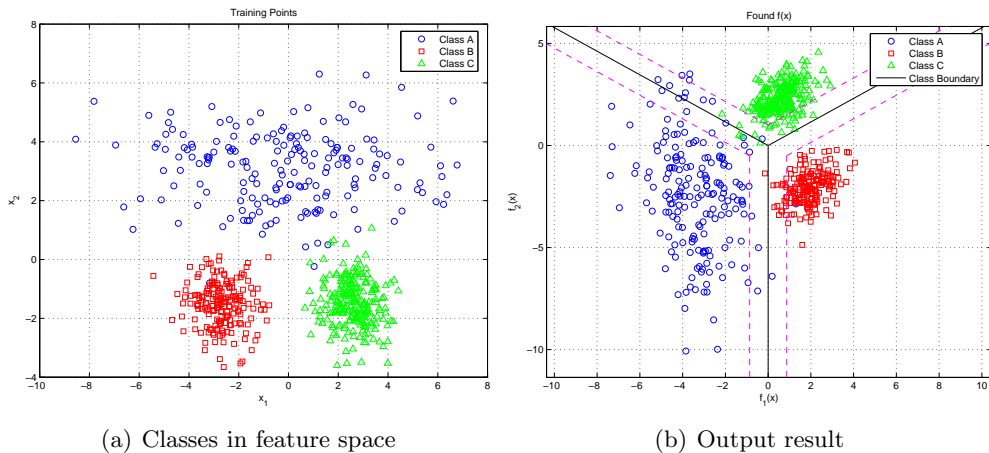 Training Points
8
6
4
2
0
−2
−4
x2
−10 −8 −6 −4 −2 0 2 4 6 8
x1
Class A
Class B
Class C
(a) Classes in feature space
Found f(x)
5
0
−5
−10
f2(x)
−10 −8 −6 −4 −2 0 2 4 6 8 10
f1(x)
Class A
Class B
Class C
Class Boundary
(b) Output result